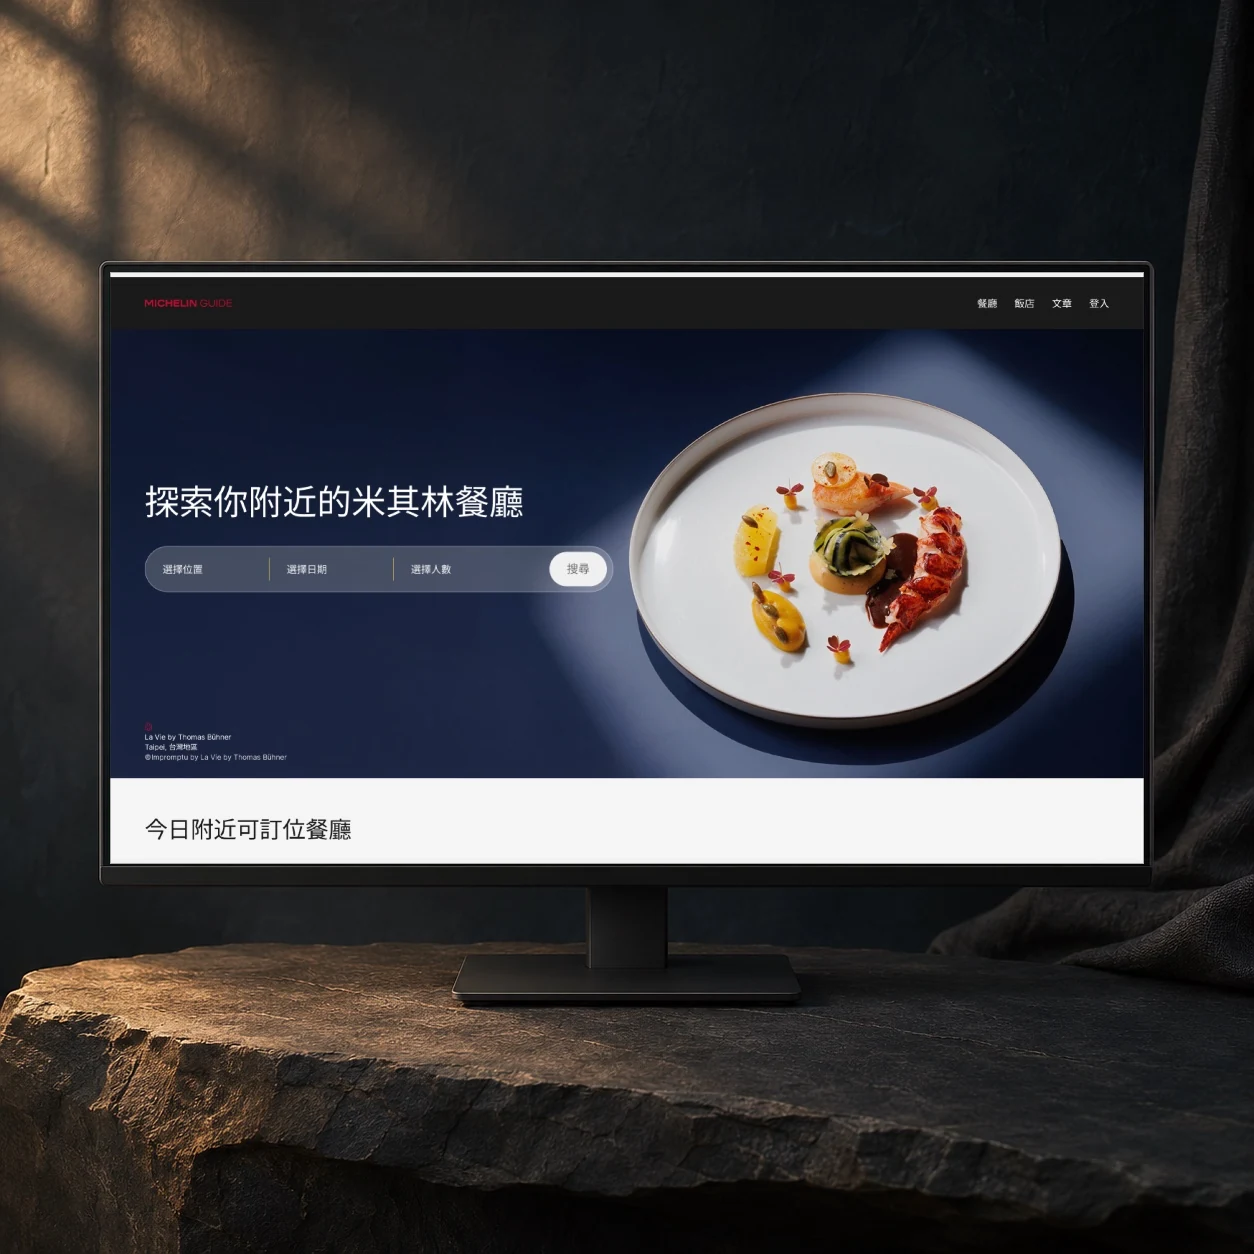 MICHELIN GUIDE
餐廳 飯店 文章 登入
探索你附近的米其林餐廳
選擇位置 選擇日期 選擇人數 搜尋
La Vie by Thomas Bühner
Taipei, 台灣地區
©Impromptu by La Vie by Thomas Bühner
今日附近可訂位餐廳